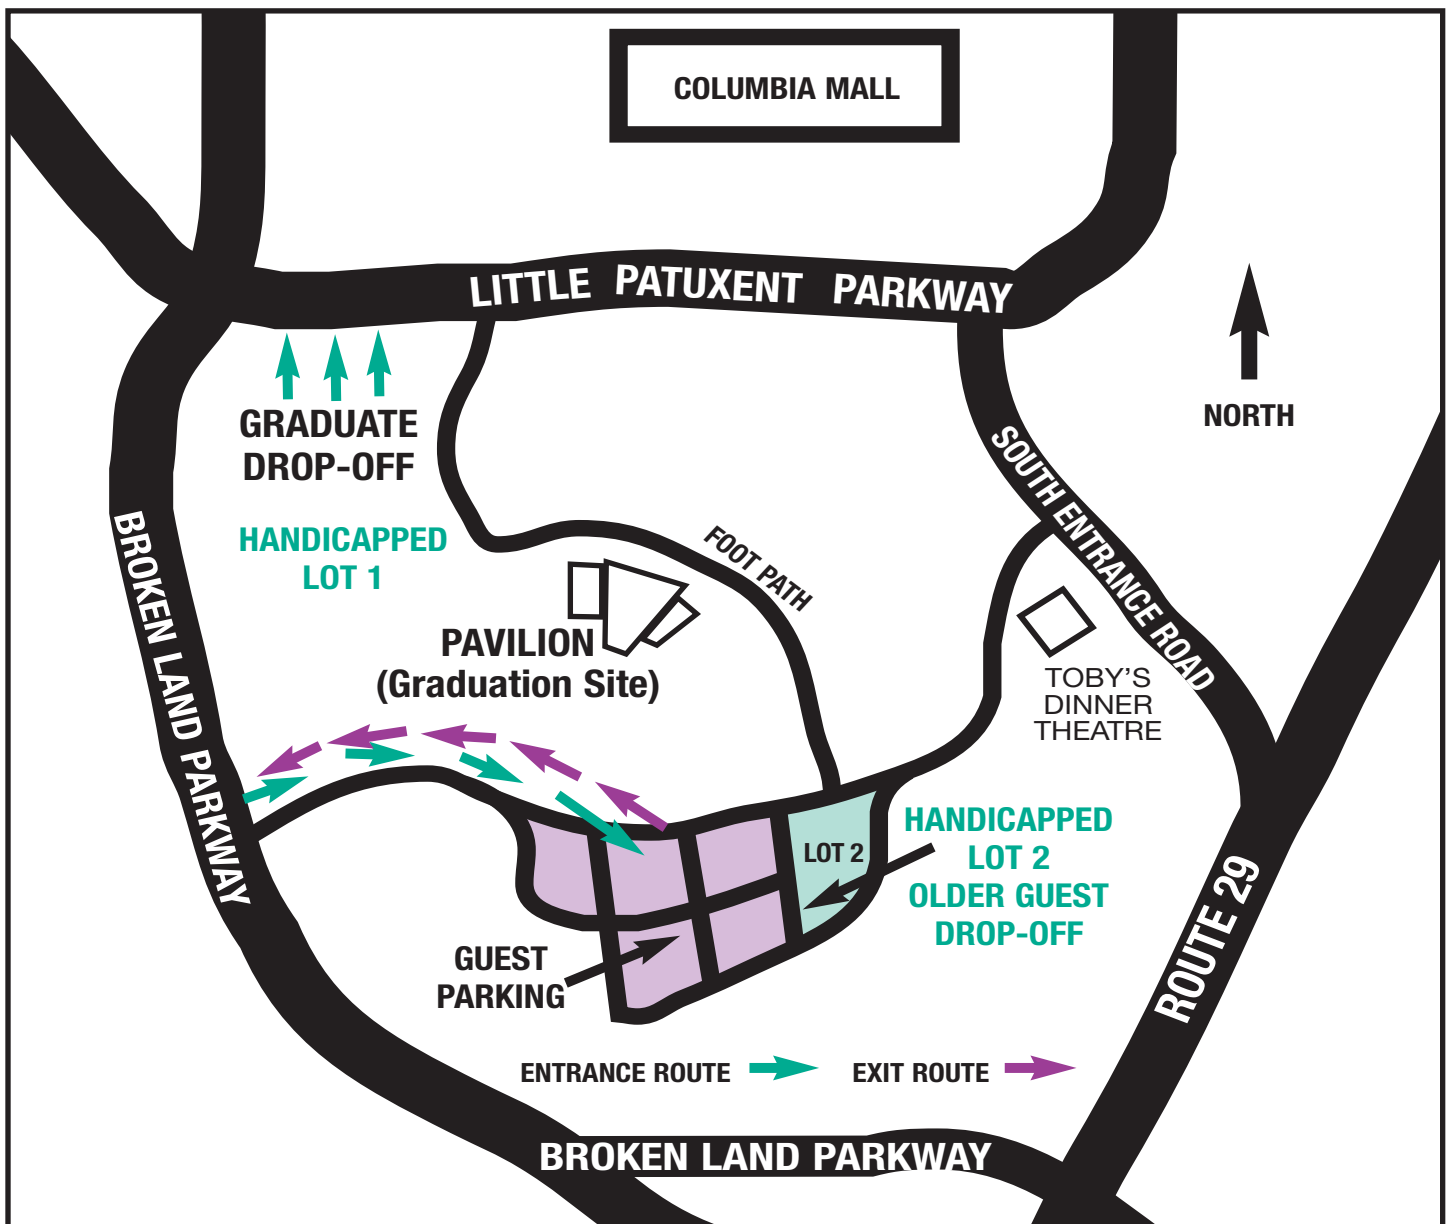 COLUMBIA MALL
LITTLE PATUXENT PARKWAY
NORTH
GRADUATE
DROP-OFF
SOUTH ENTRANCE ROAD
HANDICAPPED
LOT 1
FOOT PATH
BROKEN LAND PARKWAY
PAVILION
(Graduation Site)
TOBY'S
DINNER
THEATRE
LOT 2
HANDICAPPED
LOT 2
OLDER GUEST
DROP-OFF
ROUTE 29
GUEST
PARKING
ENTRANCE ROUTE
EXIT ROUTE
BROKEN LAND PARKWAY